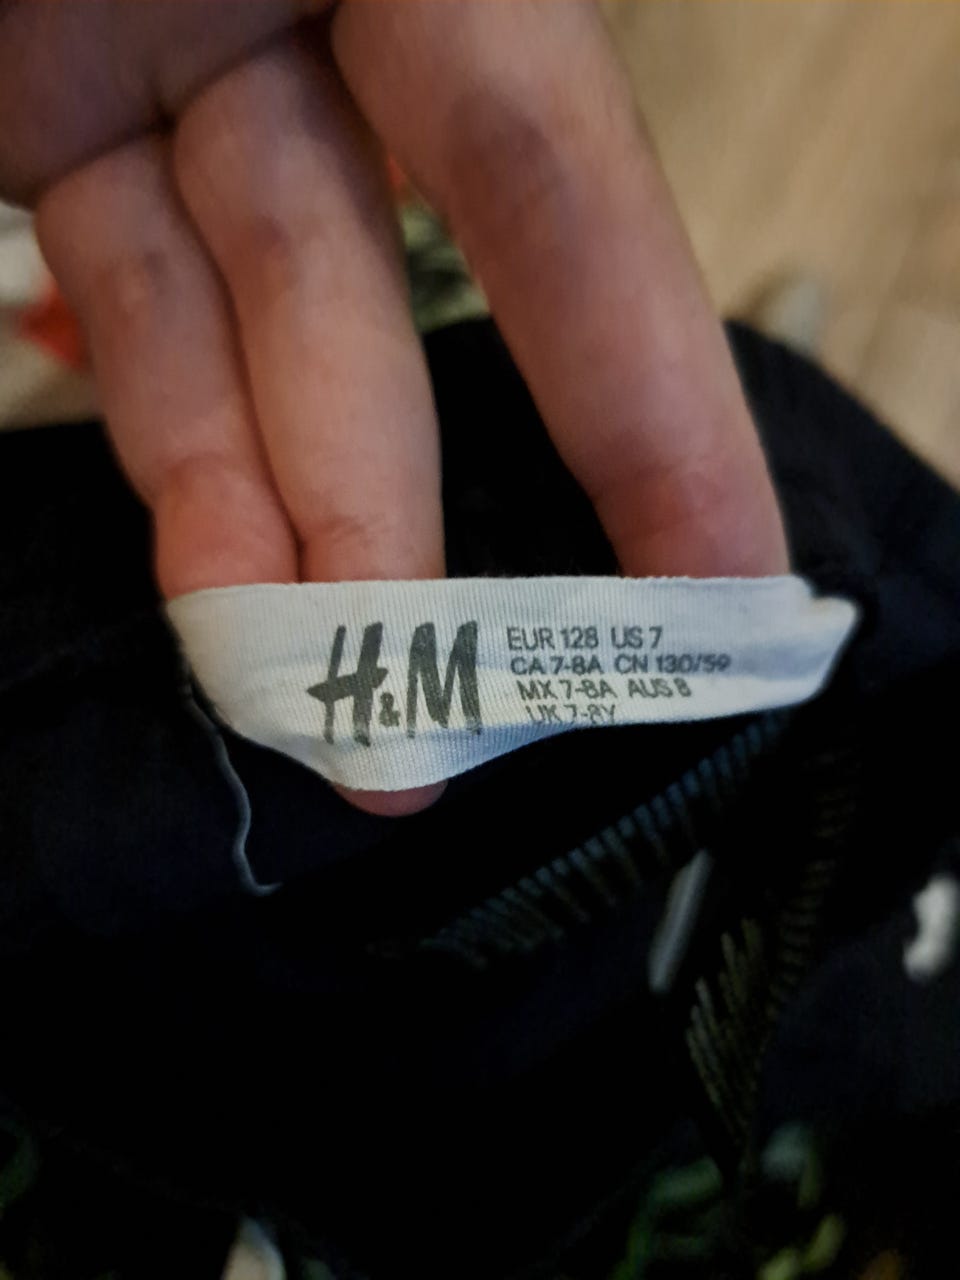 H&M
EUR 128 US 7
CA 7-8A CN 130/59
MX 7-8A AUS 8
UK 7-8Y